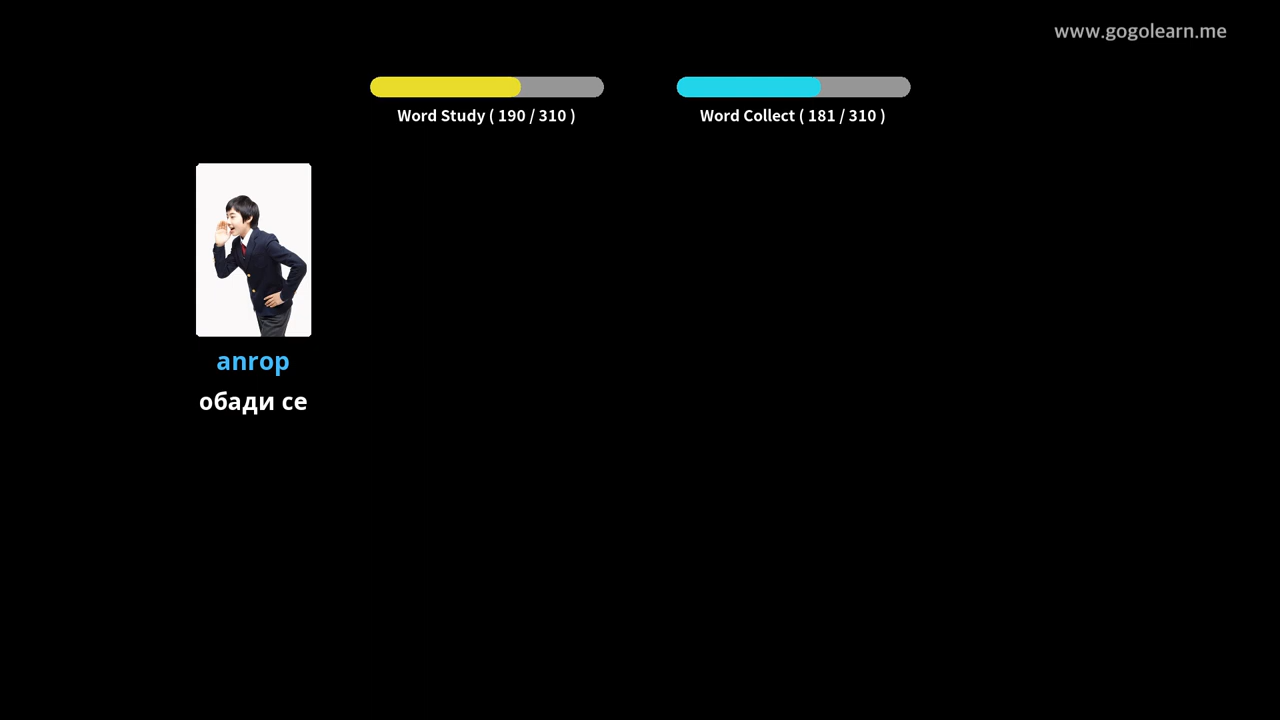 www.gogolearn.me
Word Study ( 190 / 310 )
Word Collect ( 181 / 310 )
anrop
обади се